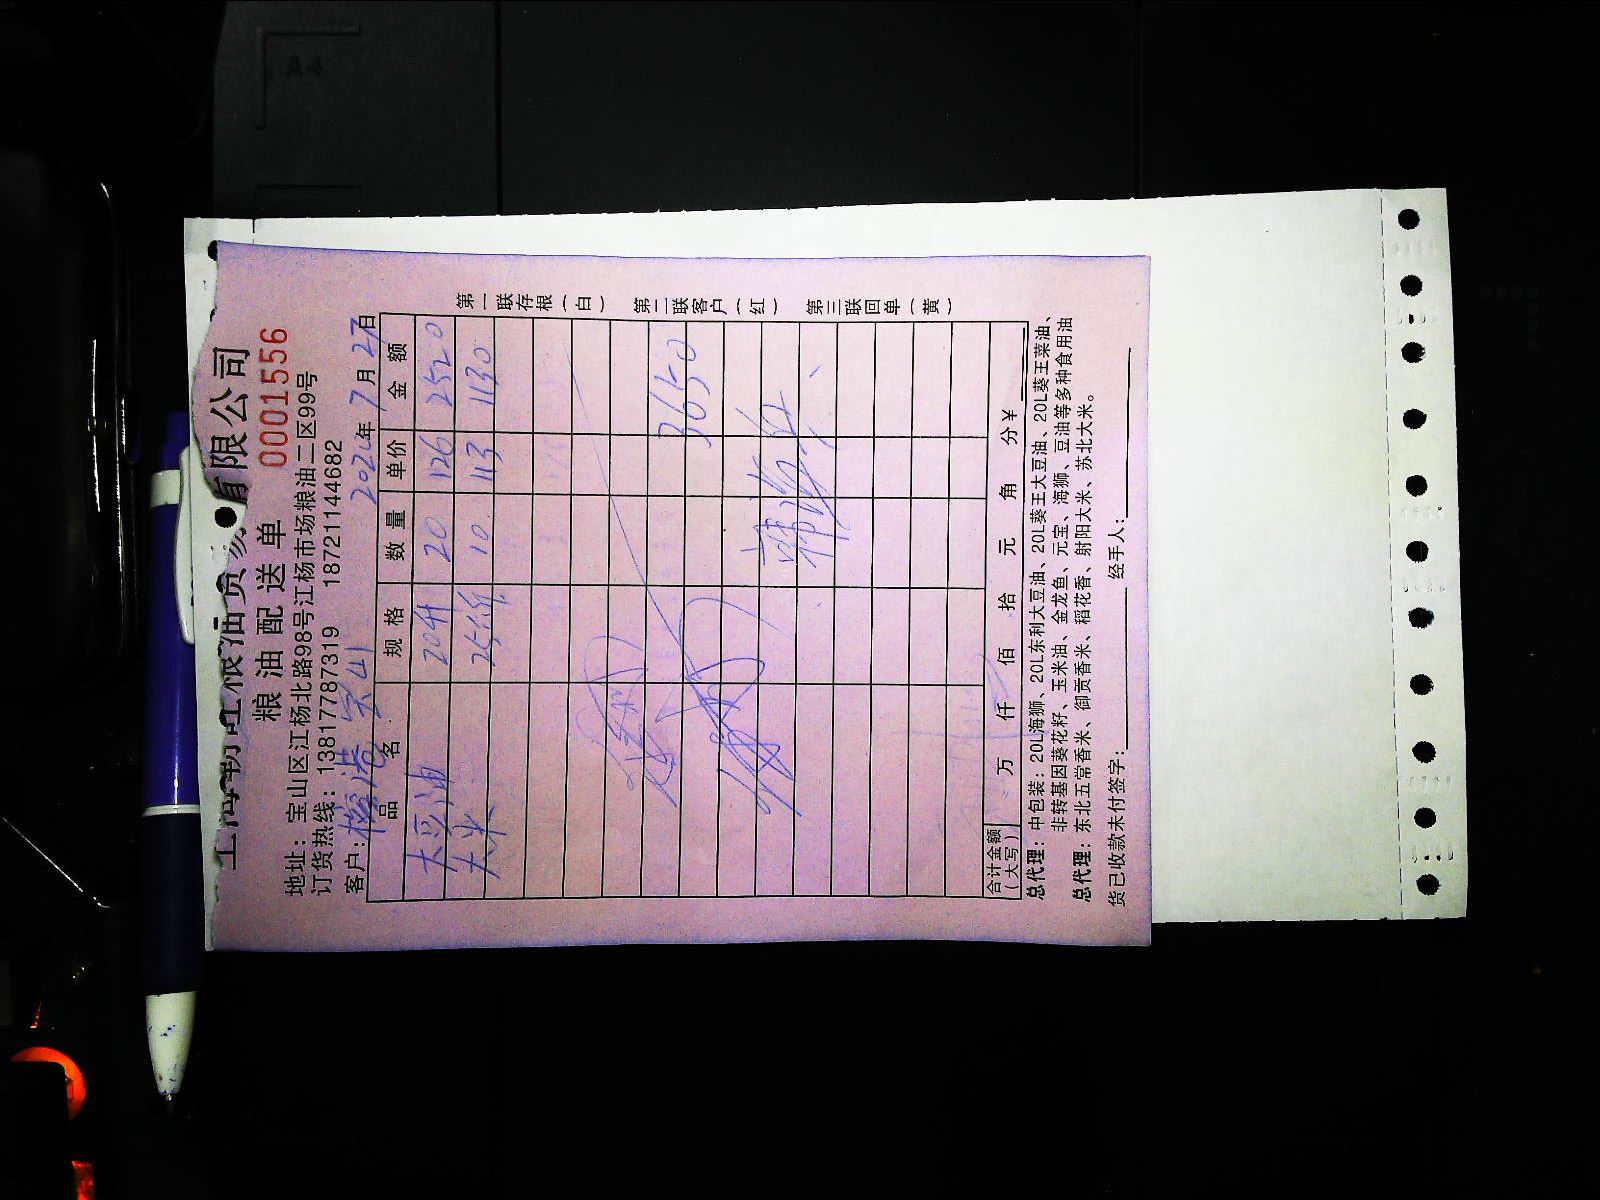 有限公司
粮油配送单 0001556
地址：宝山区江杨北路98号江杨市场粮油二区99号
订货热线：13817787319 18721144682
客户： 宝山 年7月27日
品名 规格 数量 单价 金额
大豆油 20升 20 126 2520
大米 25 10 113 1130
3650
合计金额（大写） 万 仟 佰 拾 元 角 分¥
总代理：中包装：20L海狮、20L东利大豆油、20L葵王大豆油、20L葵王菜油、
非转基因葵花籽、玉米油、金龙鱼、元宝、海狮、豆油等多种食用油
总代理：东北五常香米、御贡香米、稻花香、射阳大米、苏北大米。
货已收款未付签字： 经手人：
第一联存根（白） 第二联客户（红） 第三联回单（黄）
A4